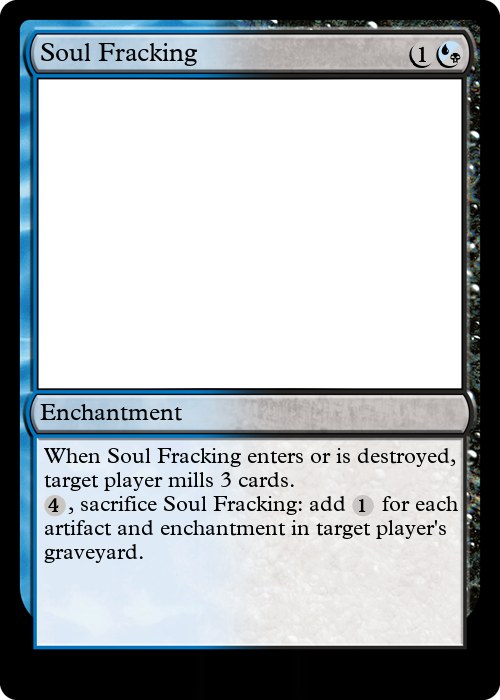 Soul Fracking 1
Enchantment
When Soul Fracking enters or is destroyed,
target player mills 3 cards.
4, sacrifice Soul Fracking: add 1 for each
artifact and enchantment in target player's
graveyard.